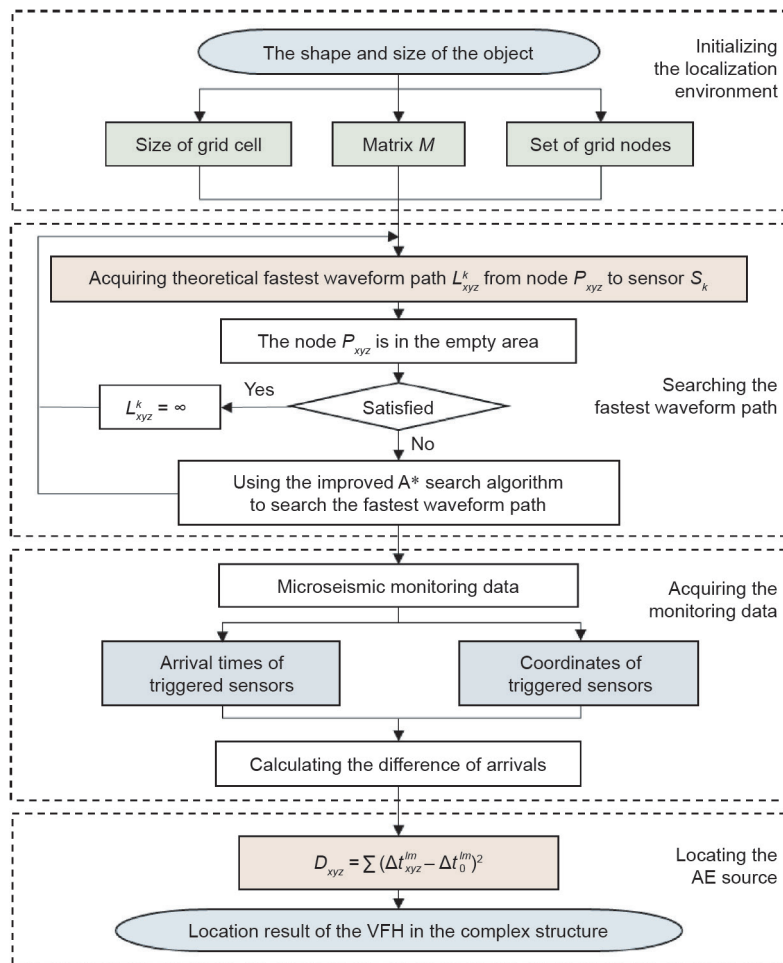 The shape and size of the object
Initializing
the localization
environment
Size of grid cell
Matrix M
Set of grid nodes
Acquiring theoretical fastest waveform path L^k_xyz from node P_xyz to sensor S_k
The node P_xyz is in the empty area
Searching the
fastest waveform path
Yes
L^k_xyz = ∞
Satisfied
No
Using the improved A* search algorithm
to search the fastest waveform path
Microseismic monitoring data
Acquiring the
monitoring data
Arrival times of
triggered sensors
Coordinates of
triggered sensors
Calculating the difference of arrivals
D_xyz = ∑ (Δt^lm_xyz – Δt^lm_0)^2
Locating the
AE source
Location result of the VFH in the complex structure